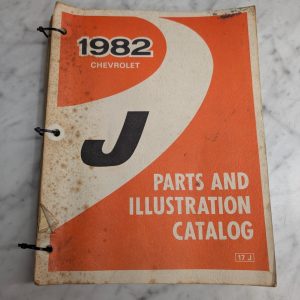 1982
CHEVROLET
J
PARTS AND
ILLUSTRATION
CATALOG
17 J